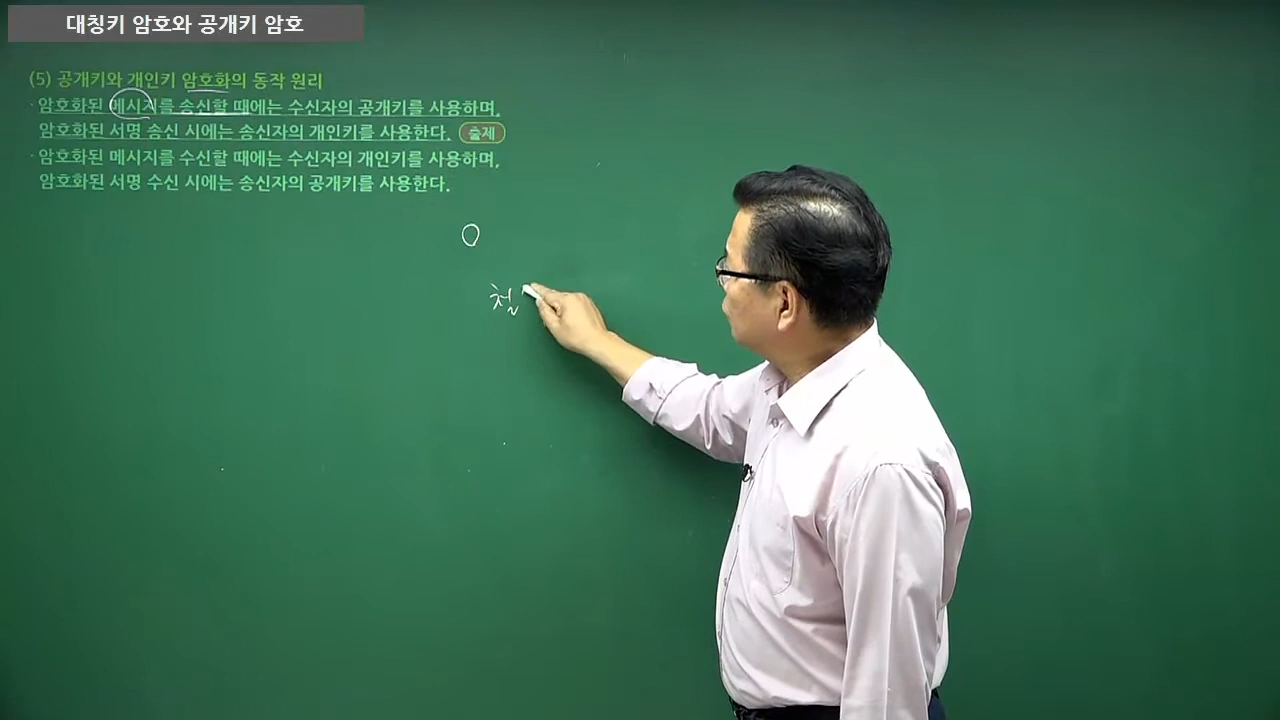 대칭키 암호와 공개키 암호
(5) 공개키와 개인키 암호화의 동작 원리
· 암호화된 메시지를 송신할 때에는 수신자의 공개키를 사용하며,
암호화된 서명 송신 시에는 송신자의 개인키를 사용한다. 출제
· 암호화된 메시지를 수신할 때에는 수신자의 개인키를 사용하며,
암호화된 서명 수신 시에는 송신자의 공개키를 사용한다.
철